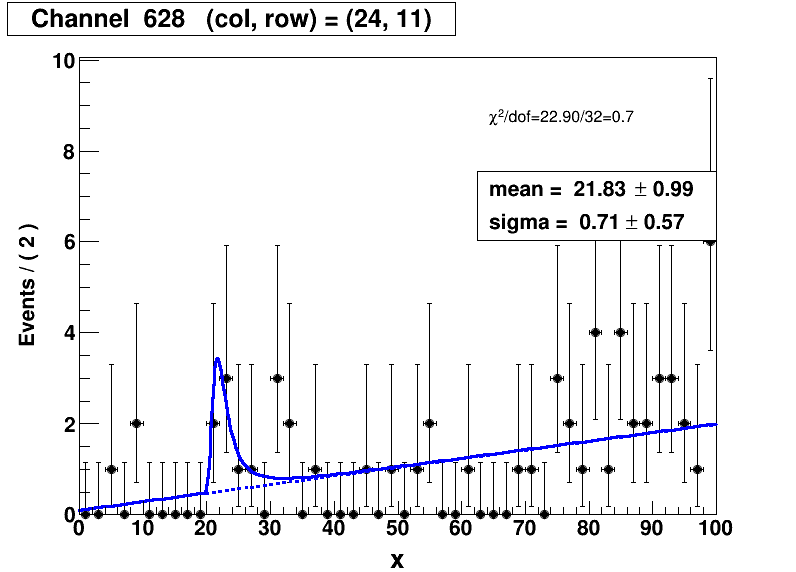 Channel 628 (col, row) = (24, 11)
χ²/dof=22.90/32=0.7
mean = 21.83 ± 0.99
sigma = 0.71 ± 0.57
Events / ( 2 )
10
8
6
4
2
0
0 10 20 30 40 50 60 70 80 90 100
x